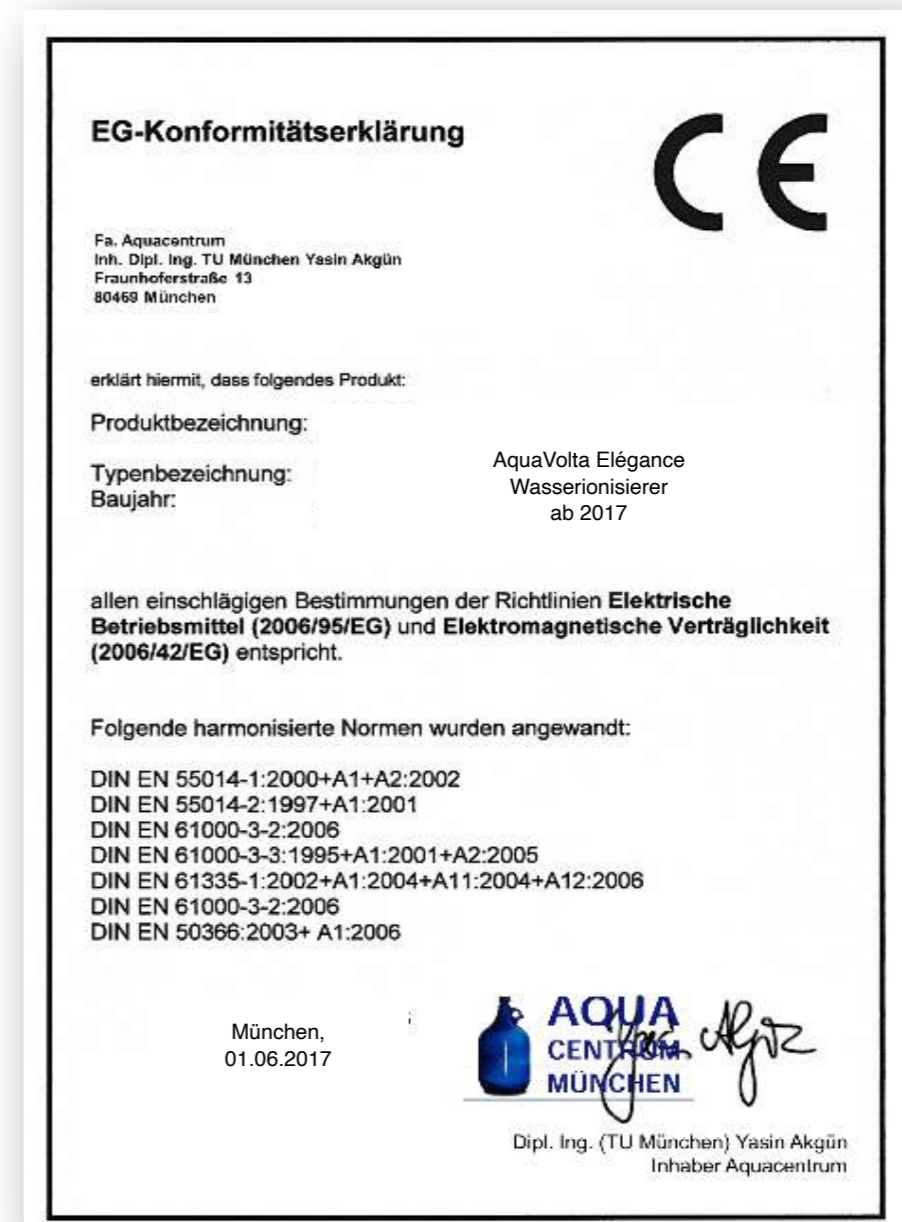 EG-Konformitätserklärung
CE
Fa. Aquacentrum
Inh. Dipl. Ing. TU München Yasin Akgün
Fraunhoferstraße 13
80469 München
erklärt hiermit, dass folgendes Produkt:
Produktbezeichnung:
AquaVolta Elégance
Typenbezeichnung:
Wasserionisierer
Baujahr:
ab 2017
allen einschlägigen Bestimmungen der Richtlinien Elektrische
Betriebsmittel (2006/95/EG) und Elektromagnetische Verträglichkeit
(2006/42/EG) entspricht.
Folgende harmonisierte Normen wurden angewandt:
DIN EN 55014-1:2000+A1+A2:2002
DIN EN 55014-2:1997+A1:2001
DIN EN 61000-3-2:2006
DIN EN 61000-3-3:1995+A1:2001+A2:2005
DIN EN 61335-1:2002+A1:2004+A11:2004+A12:2006
DIN EN 61000-3-2:2006
DIN EN 50366:2003+ A1:2006
München,
01.06.2017
AQUA
CENTRUM
MÜNCHEN
Dipl. Ing. (TU München) Yasin Akgün
Inhaber Aquacentrum